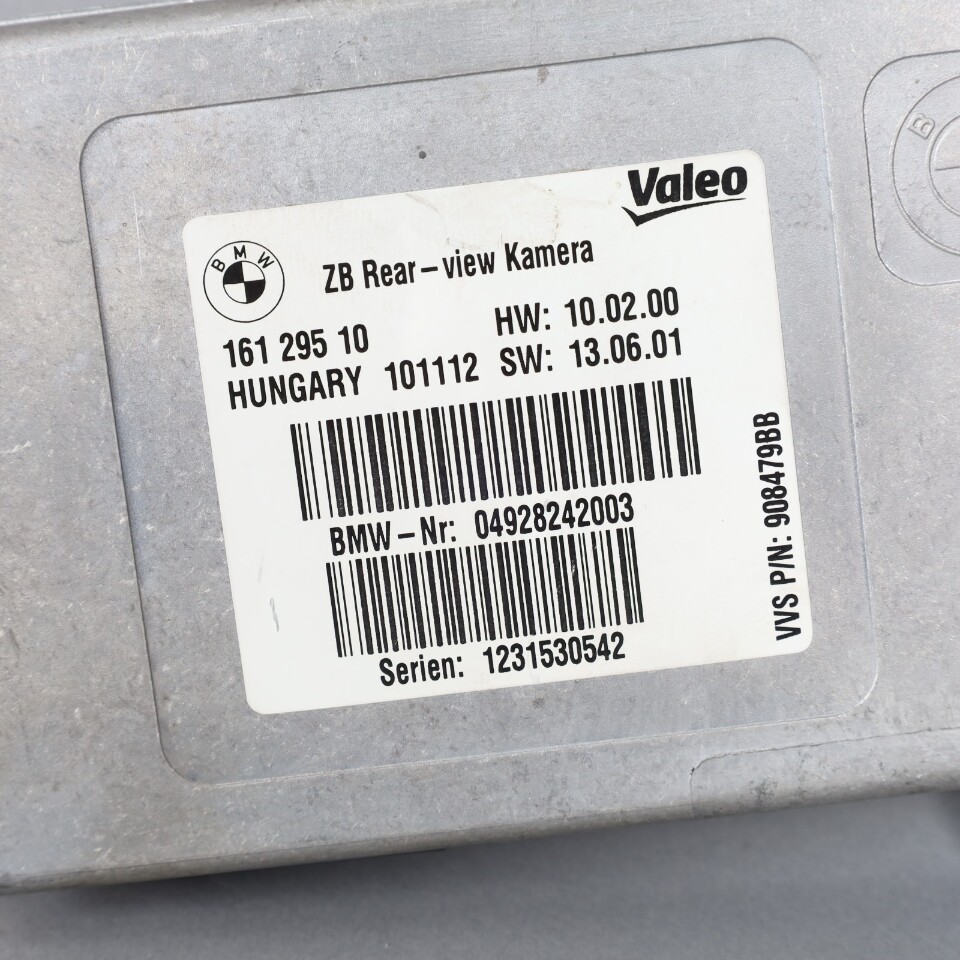 Valeo
BMW
ZB Rear-view Kamera
161 295 10
HW: 10.02.00
HUNGARY 101112 SW: 13.06.01
BMW-Nr: 04928242003
Serien: 1231530542
VVS P/N: 908479BB
B